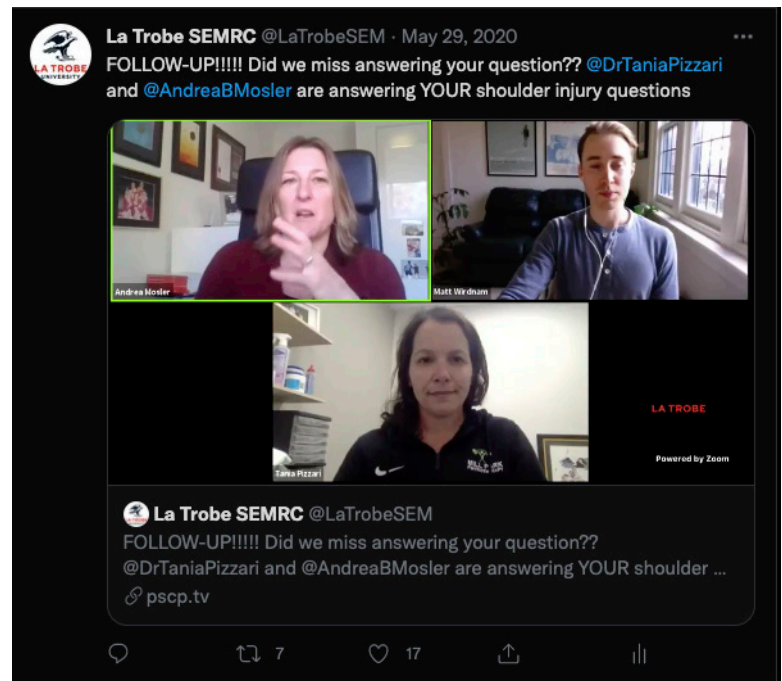 La Trobe SEMRC @LaTrobeSEM · May 29, 2020
LA TROBE
UNIVERSITY
FOLLOW-UP!!!!! Did we miss answering your question?? @DrTaniaPizzari
and @AndreaBMosler are answering YOUR shoulder injury questions
Andrea Mosler
Matt Wirdnam
Tania Pizzari
LA TROBE
Powered by Zoom
La Trobe SEMRC @LaTrobeSEM
FOLLOW-UP!!!!! Did we miss answering your question??
@DrTaniaPizzari and @AndreaBMosler are answering YOUR shoulder ...
pscp.tv
7
17